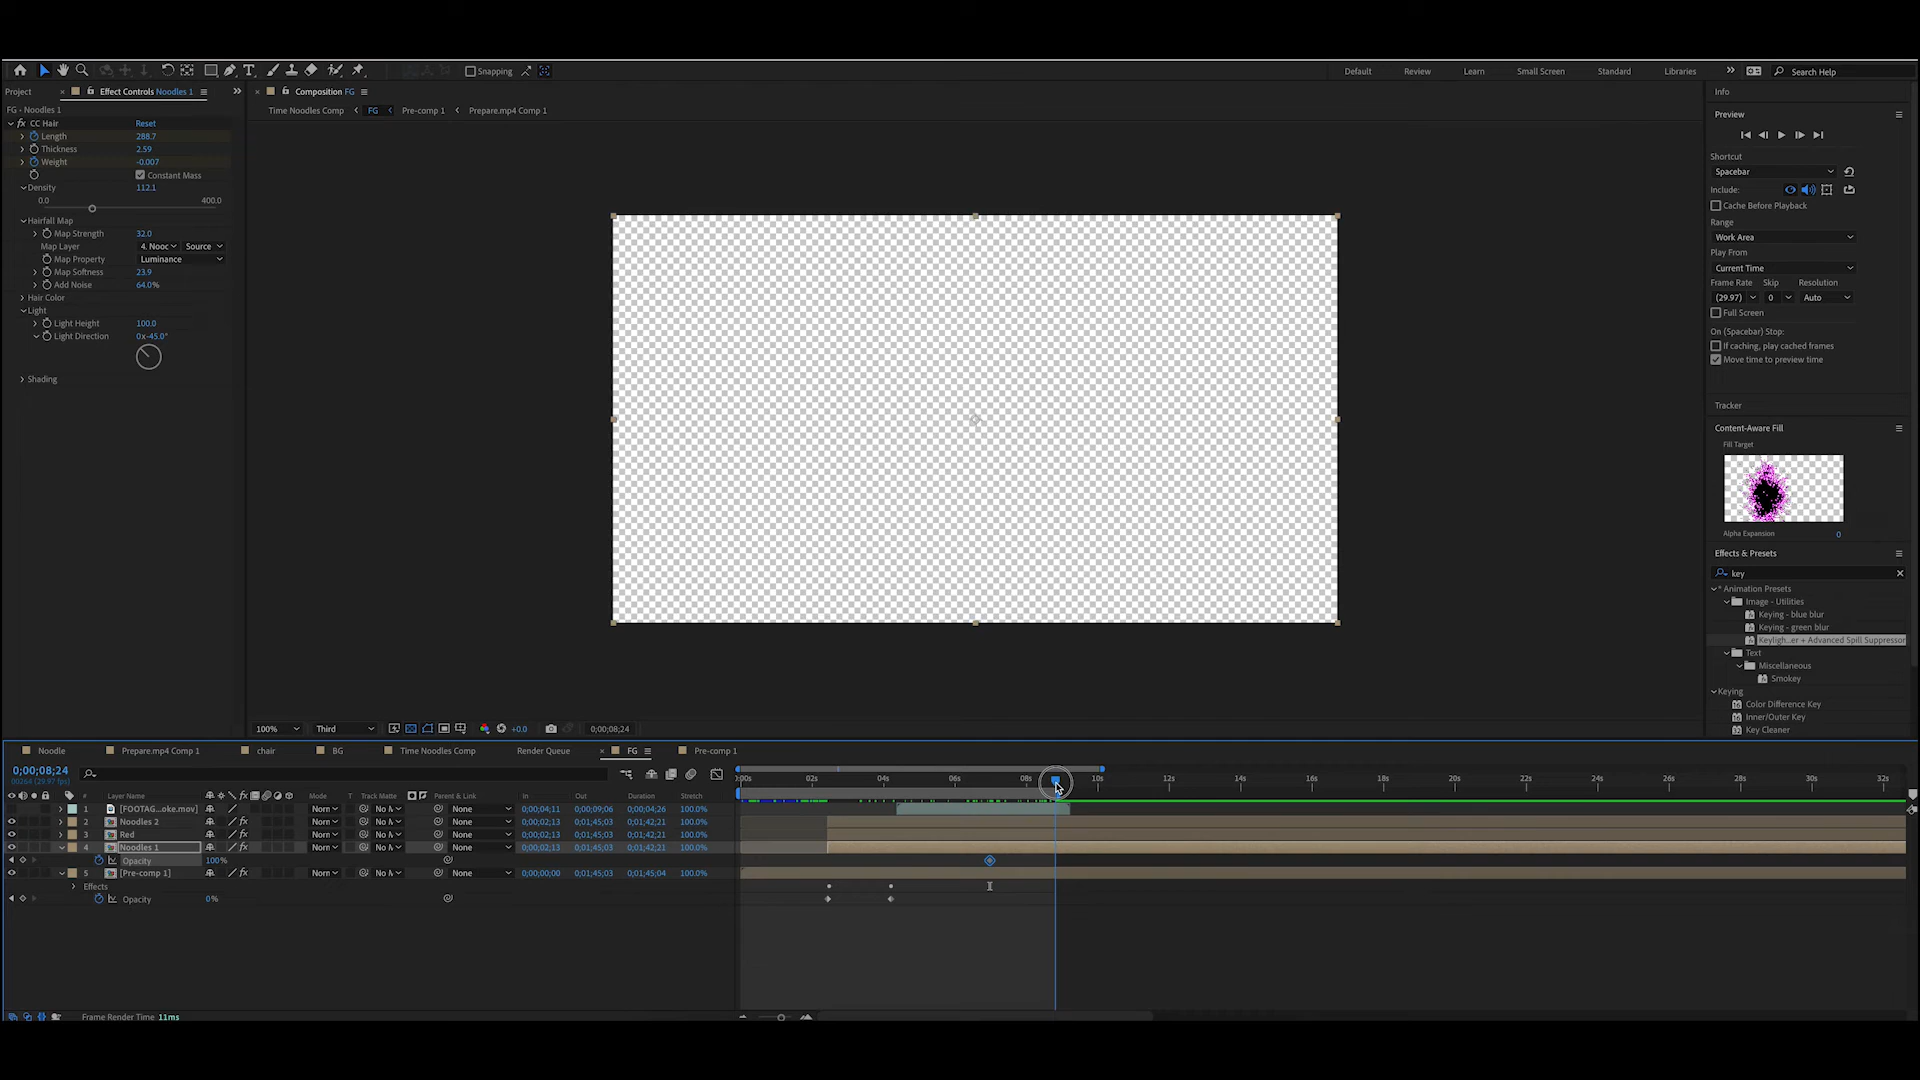 Snapping
Default
Review
Learn
Small Screen
Standard
Libraries
Search Help
Project
Effect Controls Noodles 1
Composition FG
Info
FG - Noodles 1
Time Noodles Comp
FG
Pre-comp 1
Prepare.mp4 Comp 1
CC Hair
Reset
Length
288.7
Thickness
2.59
Weight
-0.007
Constant Mass
Density
112.1
0.0
400.0
Hairfall Map
Map Strength
32.0
Map Layer
4. Nooc
Source
Map Property
Luminance
Map Softness
23.9
Add Noise
64.0%
Hair Color
Light
Light Height
100.0
Light Direction
0x-45.0°
Shading
Preview
Shortcut
Spacebar
Include:
Cache Before Playback
Range
Work Area
Play From
Current Time
Frame Rate Skip Resolution
(29.97) 0 Auto
Full Screen
On (Spacebar) Stop:
If caching, play cached frames
Move time to preview time
Tracker
Content-Aware Fill
Fill Target
Alpha Expansion
0
Effects & Presets
key
* Animation Presets
Image - Utilities
Keying - blue blur
Keying - green blur
Keyligh...er + Advanced Spill Suppressor
Text
Miscellaneous
Smokey
Keying
Color Difference Key
Inner/Outer Key
Key Cleaner
100%
Third
+0.0
0;00;08;24
Noodle
Prepare.mp4 Comp 1
chair
BG
Time Noodles Comp
Render Queue
FG
Pre-comp 1
0;00;08;24
00264 (29.97 fps)
:00s 02s 04s 06s 08s 10s 12s 14s 16s 18s 20s 22s 24s 26s 28s 30s 32s
# Layer Name Mode T Track Matte Parent & Link In Out Duration Stretch
1 [FOOTAG...oke.mov] Norm No M None 0;00;04;11 0;00;09;06 0;00;04;26 100.0%
2 Noodles 2 Norm No M None 0;00;02;13 0;01;45;03 0;01;42;21 100.0%
3 Red Norm No M None 0;00;02;13 0;01;45;03 0;01;42;21 100.0%
4 Noodles 1 Norm No M None 0;00;02;13 0;01;45;03 0;01;42;21 100.0%
Opacity 100%
5 [Pre-comp 1] Norm No M None 0;00;00;00 0;01;45;03 0;01;45;04 100.0%
Effects
Opacity 0%
Frame Render Time 11ms